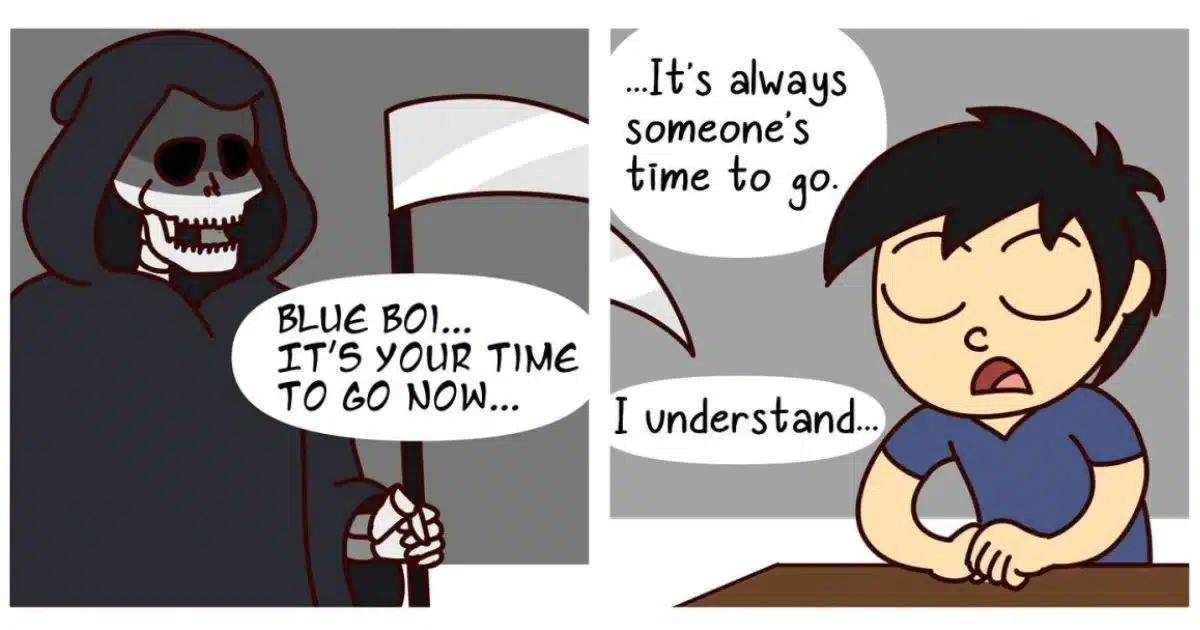 BLUE BOI...
IT'S YOUR TIME
TO GO NOW...
...It's always
someone's
time to go.
I understand...